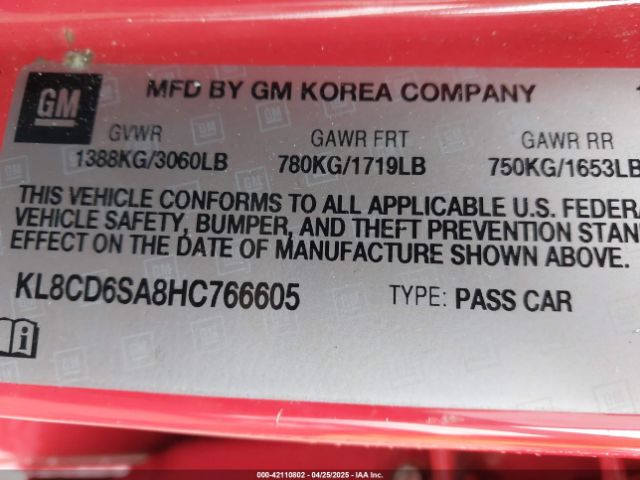 GM MFD BY GM KOREA COMPANY
GVWR GAWR FRT GAWR RR
1388KG/3060LB 780KG/1719LB 750KG/1653LB
THIS VEHICLE CONFORMS TO ALL APPLICABLE U.S. FEDERA
VEHICLE SAFETY, BUMPER, AND THEFT PREVENTION STAN
EFFECT ON THE DATE OF MANUFACTURE SHOWN ABOVE.
KL8CD6SA8HC766605 TYPE: PASS CAR
000-42110802 - 04/25/2025 - IAA Inc.